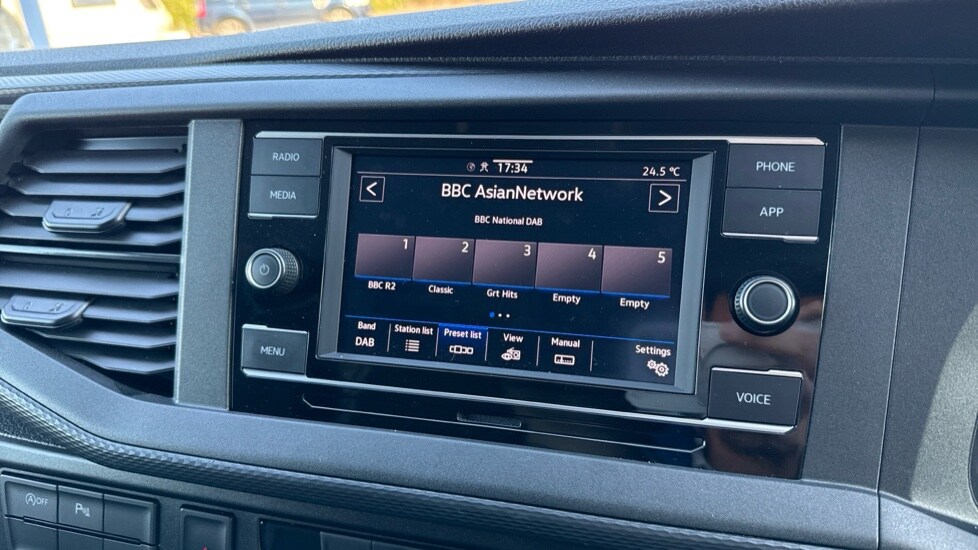 RADIO
MEDIA
MENU
17:34
24.5 ℃
<
BBC AsianNetwork
>
BBC National DAB
1 2 3 4 5
BBC R2 Classic Grt Hits Empty Empty
Band Station list Preset list View Manual Settings
DAB
PHONE
APP
VOICE
A OFF
P